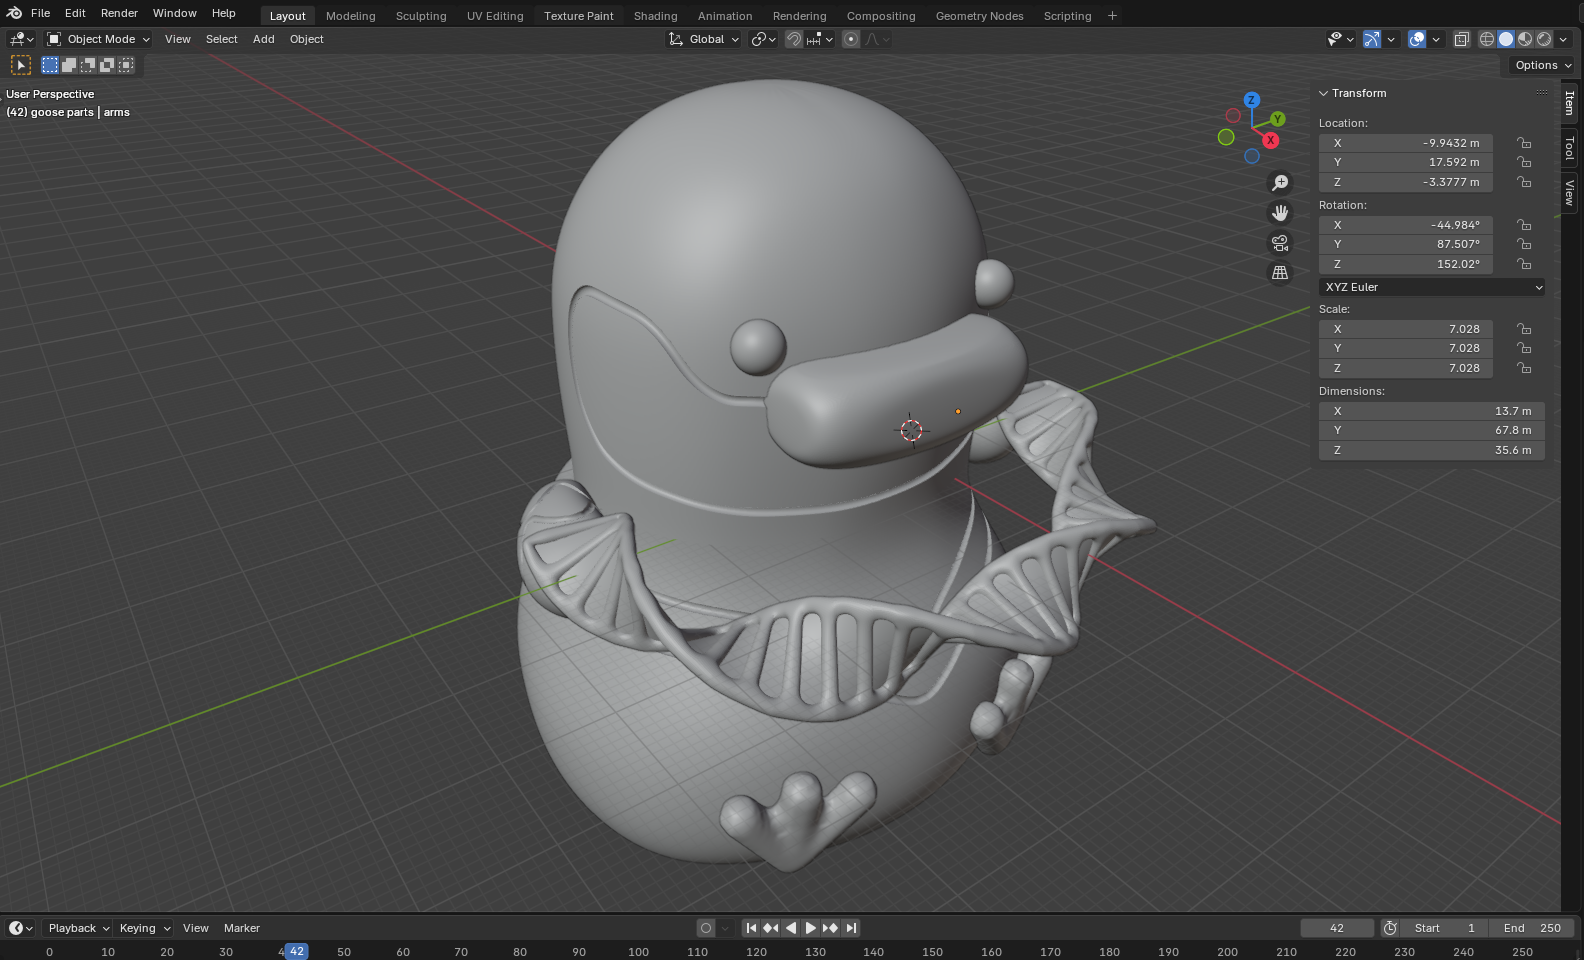 File Edit Render Window Help Layout Modeling Sculpting UV Editing Texture Paint Shading Animation Rendering Compositing Geometry Nodes Scripting +
Object Mode View Select Add Object Global
Options
User Perspective
(42) goose parts | arms
Z
Y
X
Transform
Location:
X -9.9432 m
Y 17.592 m
Z -3.3777 m
Rotation:
X -44.984°
Y 87.507°
Z 152.02°
XYZ Euler
Scale:
X 7.028
Y 7.028
Z 7.028
Dimensions:
X 13.7 m
Y 67.8 m
Z 35.6 m
Item
Tool
View
Playback Keying View Marker 42 Start 1 End 250
0 10 20 30 4 42 50 60 70 80 90 100 110 120 130 140 150 160 170 180 190 200 210 220 230 240 250